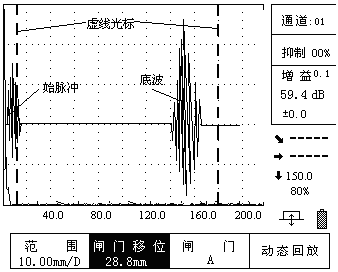 虚线光标
始脉冲
底波
40.0 80.0 120.0 160.0 200.0
通道:01
抑制 00%
增益 0.1
59.4 dB
±0.0
150.0
80%
范 围
10.00mm/D
闸门移位
28.8mm
闸 门
A
动态回放